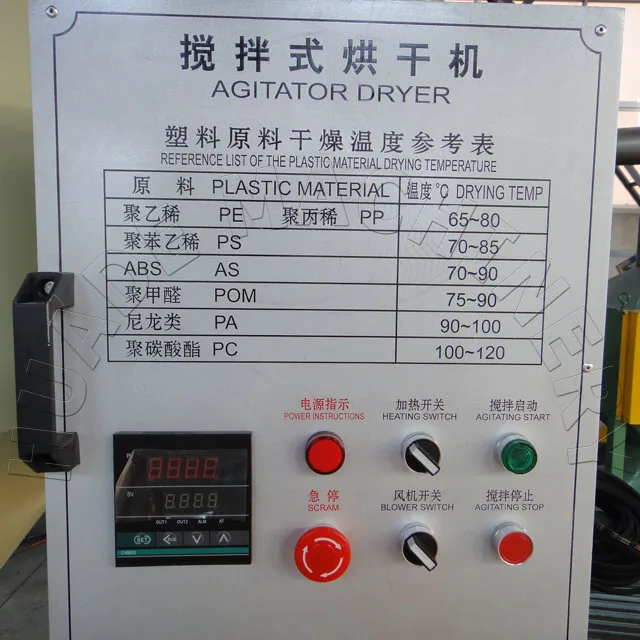 搅拌式烘干机
AGITATOR DRYER
塑料原料干燥温度参考表
REFERENCE LIST OF THE PLASTIC MATERIAL DRYING TEMPERATURE
原 料 PLASTIC MATERIAL 温度℃ DRYING TEMP
聚乙稀 PE 聚丙稀 PP 65~80
聚苯乙稀 PS 70~85
ABS AS 70~90
聚甲醛 POM 75~90
尼龙类 PA 90~100
聚碳酸酯 PC 100~120
电源指示 加热开关 搅拌启动
POWER INSTRUCTIONS HEATING SWITCH AGITATING START
急 停 风机开关 搅拌停止
SCRAM BLOWER SWITCH AGITATING STOP
SV
OUT1 OUT2 ALM AT
SET
HUARE MACHINERY